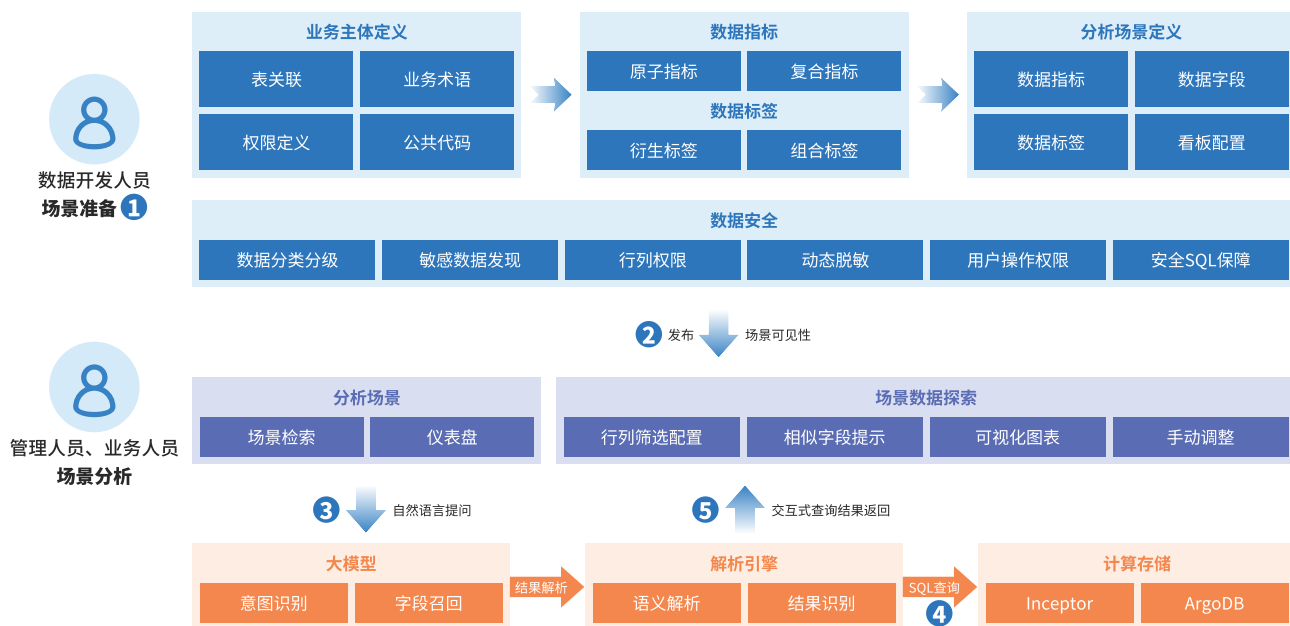 业务主体定义
表关联
业务术语
权限定义
公共代码
数据指标
原子指标
复合指标
数据标签
衍生标签
组合标签
分析场景定义
数据指标
数据字段
数据标签
看板配置
数据开发人员
场景准备 1
数据安全
数据分类分级
敏感数据发现
行列权限
动态脱敏
用户操作权限
安全SQL保障
2 发布
场景可见性
管理人员、业务人员
场景分析
分析场景
场景检索
仪表盘
场景数据探索
行列筛选配置
相似字段提示
可视化图表
手动调整
3
自然语言提问
5
交互式查询结果返回
大模型
意图识别
字段召回
结果解析
解析引擎
语义解析
结果识别
SQL查询
4
计算存储
Inceptor
ArgoDB